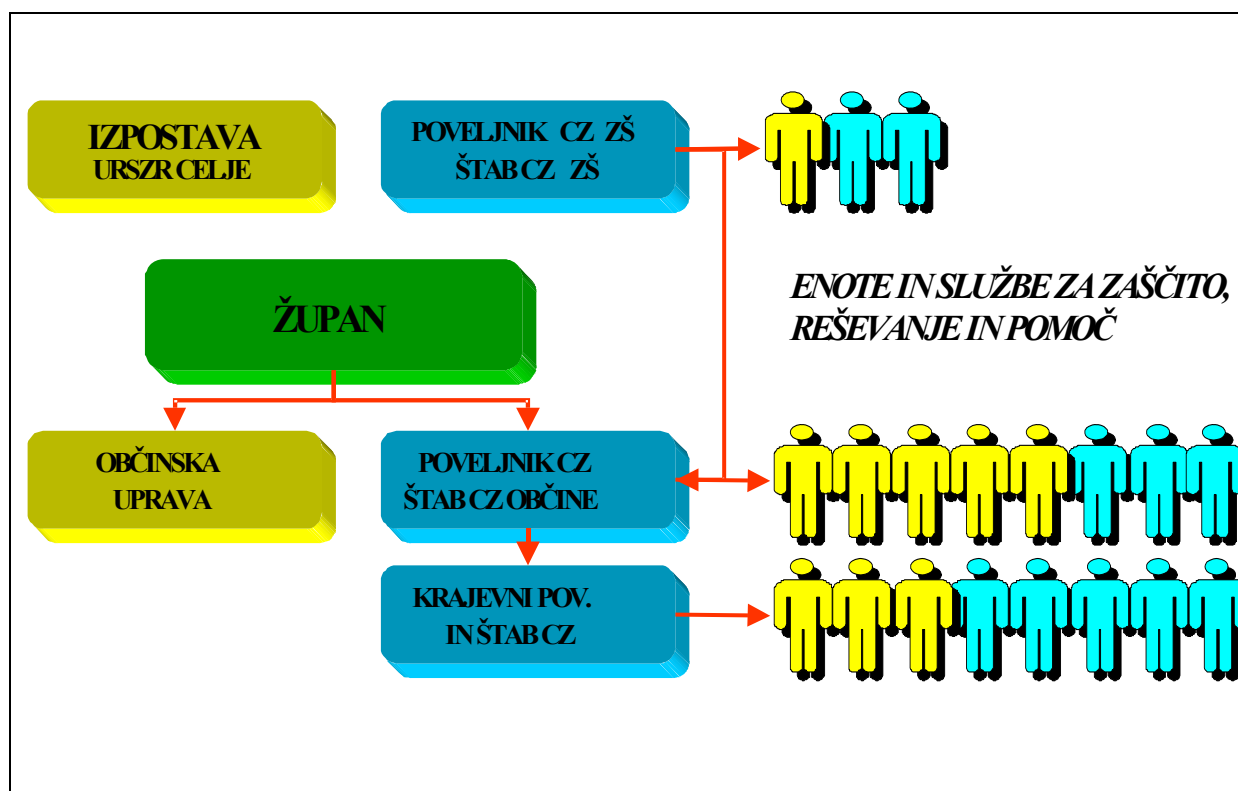 IZPOSTAVA
URSZR CELJE
POVELJNIK CZ ZŠ
ŠTAB CZ ZŠ
ENOTE IN SLUŽBE ZA ZAŠČITO,
REŠEVANJE IN POMOČ
ŽUPAN
OBČINSKA
UPRAVA
POVELJNIK CZ
ŠTAB CZ OBČINE
KRAJEVNI POV.
IN ŠTAB CZ